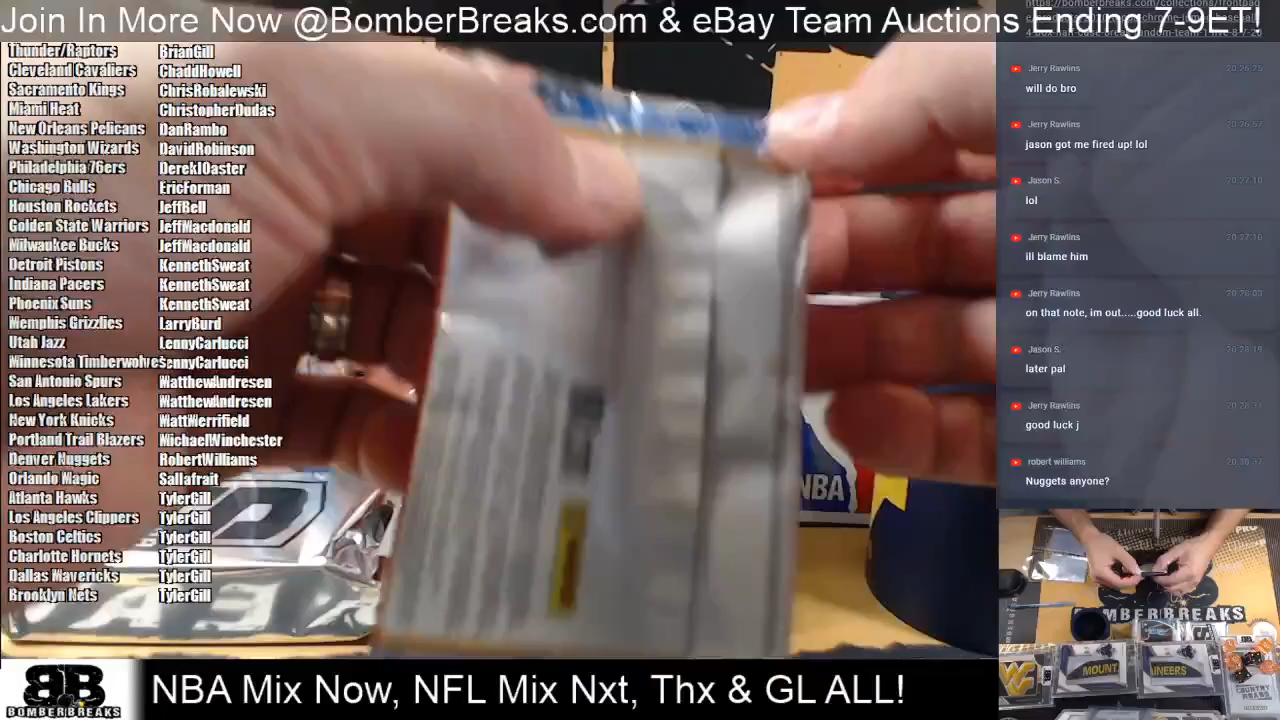 Join In More Now @BomberBreaks.com & eBay Team Auctions Ending 7-9ET!
Thunder/Raptors BrianGill
Cleveland Cavaliers ChaddHowell
Sacramento Kings ChrisRobalewski
Miami Heat ChristopherDudas
New Orleans Pelicans DanRambo
Washington Wizards DavidRobinson
Philadelphia 76ers DerekJOaster
Chicago Bulls EricForman
Houston Rockets JeffBell
Golden State Warriors JeffMacdonald
Milwaukee Bucks JeffMacdonald
Detroit Pistons KennethSweat
Indiana Pacers KennethSweat
Phoenix Suns KennethSweat
Memphis Grizzlies LarryBurd
Utah Jazz LennyCarlucci
Minnesota Timberwolves LennyCarlucci
San Antonio Spurs MatthewAndresen
Los Angeles Lakers MatthewAndresen
New York Knicks MattMerrifield
Portland Trail Blazers MichaelWinchester
Denver Nuggets RobertWilliams
Orlando Magic Sallafrait
Atlanta Hawks TylerGill
Los Angeles Clippers TylerGill
Boston Celtics TylerGill
Charlotte Hornets TylerGill
Dallas Mavericks TylerGill
Brooklyn Nets TylerGill
NBA
Jerry Rawlins
will do bro
Jerry Rawlins
jason got me fired up! lol
Jason S.
lol
Jerry Rawlins
ill blame him
Jerry Rawlins
on that note, im out.....good luck all.
Jason S.
later pal
Jerry Rawlins
good luck j
robert williams
Nuggets anyone?
BOMBERBREAKS
MOUNT AINEERS
BB
BOMBERBREAKS
NBA Mix Now, NFL Mix Nxt, Thx & GL ALL!